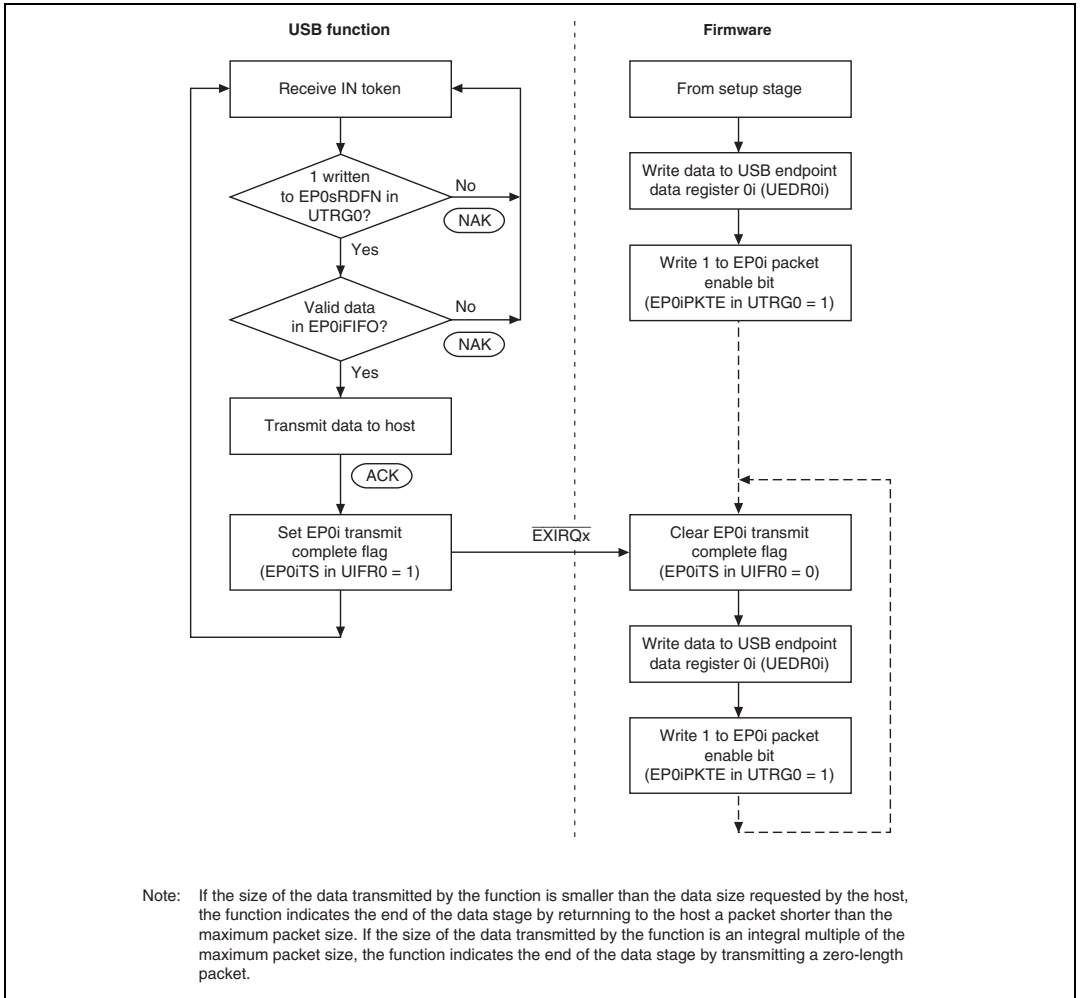 USB function
Firmware
Receive IN token
1 written
to EP0sRDFN in
UTRG0?
No
NAK
Yes
Valid data
in EP0iFIFO?
No
NAK
Yes
Transmit data to host
ACK
Set EP0i transmit
complete flag
(EP0iTS in UIFR0 = 1)
EXIRQx
From setup stage
Write data to USB endpoint
data register 0i (UEDR0i)
Write 1 to EP0i packet
enable bit
(EP0iPKTE in UTRG0 = 1)
Clear EP0i transmit
complete flag
(EP0iTS in UIFR0 = 0)
Write data to USB endpoint
data register 0i (UEDR0i)
Write 1 to EP0i packet
enable bit
(EP0iPKTE in UTRG0 = 1)
Note: If the size of the data transmitted by the function is smaller than the data size requested by the host,
the function indicates the end of the data stage by returnning to the host a packet shorter than the
maximum packet size. If the size of the data transmitted by the function is an integral multiple of the
maximum packet size, the function indicates the end of the data stage by transmitting a zero-length
packet.